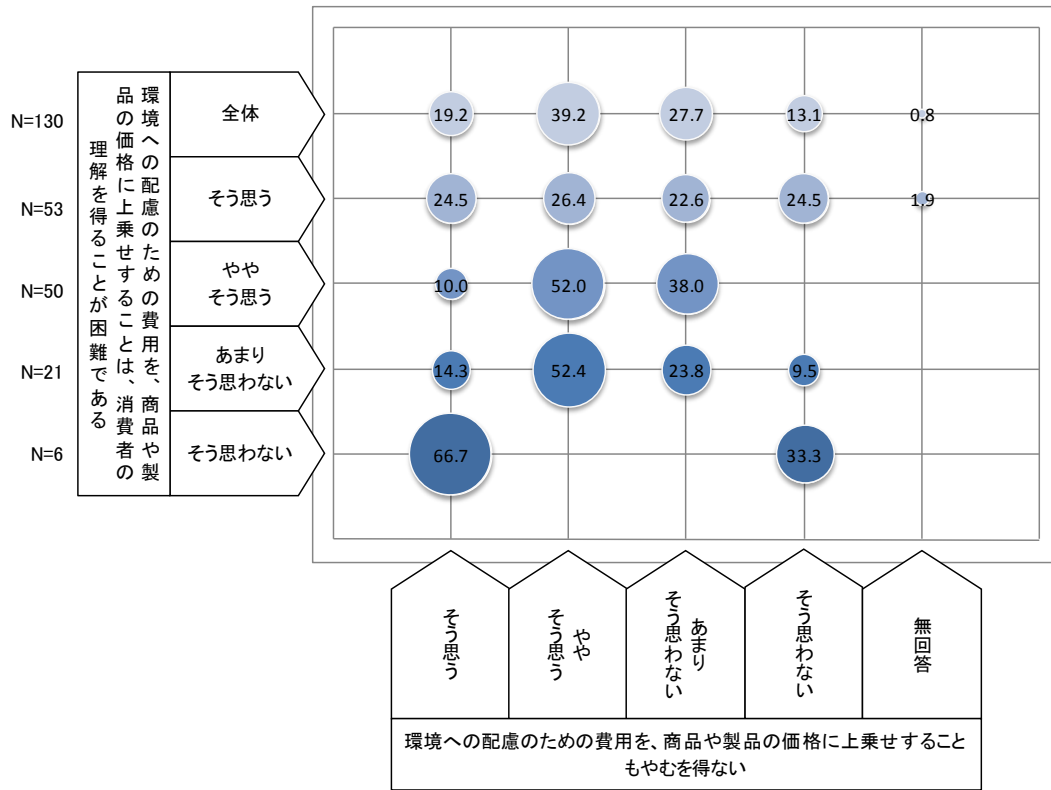 環境への配慮のための費用を、商品や製
品の価格に上乗せすることは、消費者の
理解を得ることが困難である
N=130
全体
19.2
39.2
27.7
13.1
0.8
N=53
そう思う
24.5
26.4
22.6
24.5
1.9
N=50
やや
そう思う
10.0
52.0
38.0
N=21
あまり
そう思わない
14.3
52.4
23.8
9.5
N=6
そう思わない
66.7
33.3
そう思う
やや
そう思う
あまり
そう思わない
そう思わない
無回答
環境への配慮のための費用を、商品や製品の価格に上乗せすること
もやむを得ない